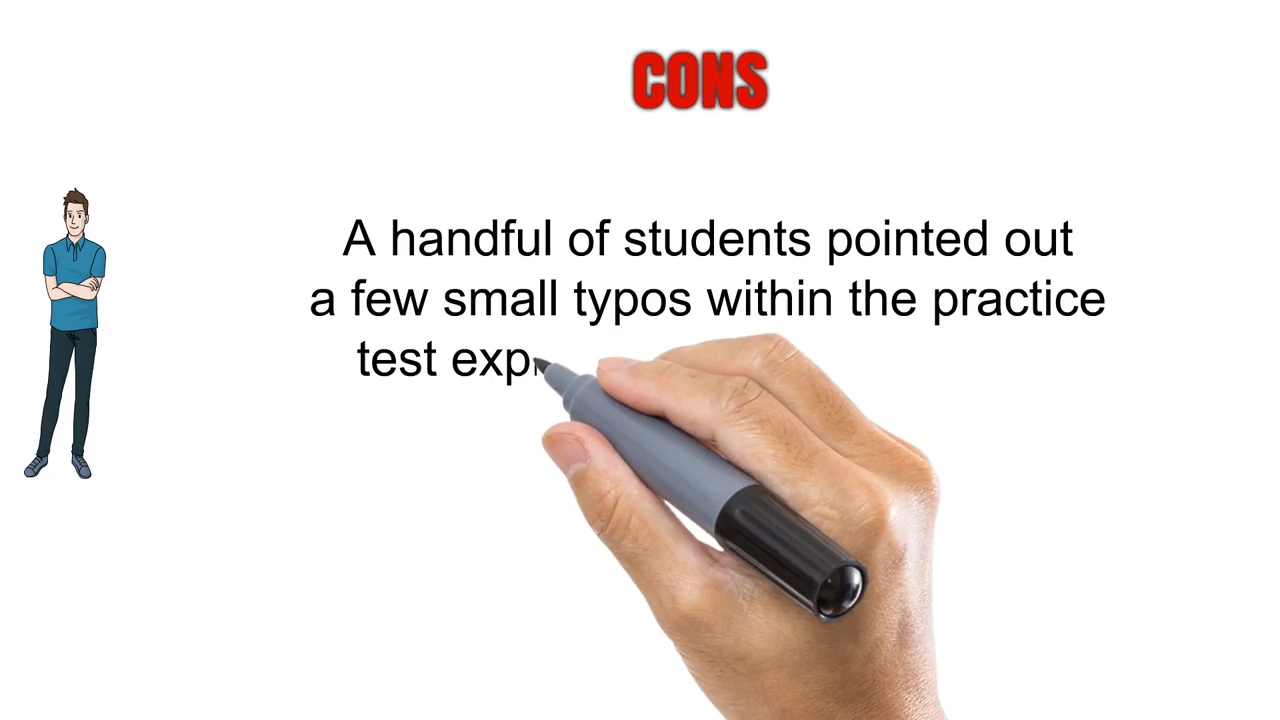 CONS
A handful of students pointed out
a few small typos within the practice
test exp